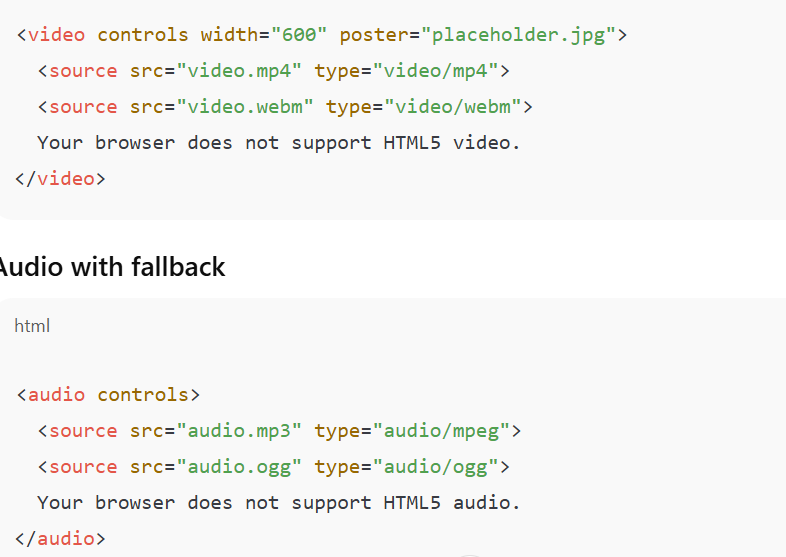 <video controls width="600" poster="placeholder.jpg">
<source src="video.mp4" type="video/mp4">
<source src="video.webm" type="video/webm">
Your browser does not support HTML5 video.
</video>
Audio with fallback
html
<audio controls>
<source src="audio.mp3" type="audio/mpeg">
<source src="audio.ogg" type="audio/ogg">
Your browser does not support HTML5 audio.
</audio>